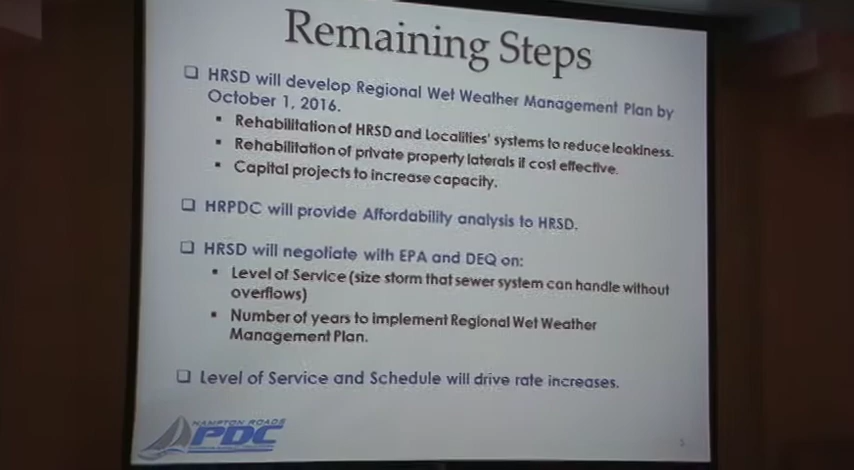 Remaining Steps
❑ HRSD will develop Regional Wet Weather Management Plan by
October 1, 2016.
▪ Rehabilitation of HRSD and Localities' systems to reduce leakiness.
▪ Rehabilitation of private property laterals if cost effective.
▪ Capital projects to increase capacity.
❑ HRPDC will provide Affordability analysis to HRSD.
❑ HRSD will negotiate with EPA and DEQ on:
▪ Level of Service (size storm that sewer system can handle without
overflows)
▪ Number of years to implement Regional Wet Weather
Management Plan.
❑ Level of Service and Schedule will drive rate increases.
HAMPTON ROADS
PDC